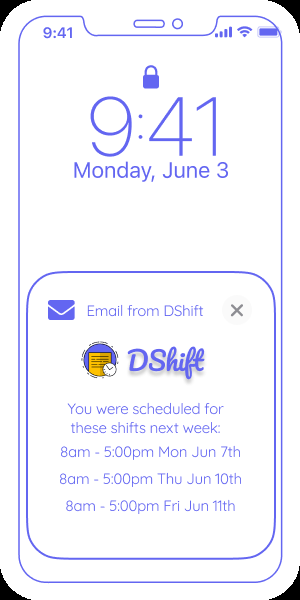 9:41
9:41
Monday, June 3
Email from DShift
DShift
You were scheduled for
these shifts next week:
8am - 5:00pm Mon Jun 7th
8am - 5:00pm Thu Jun 10th
8am - 5:00pm Fri Jun 11th